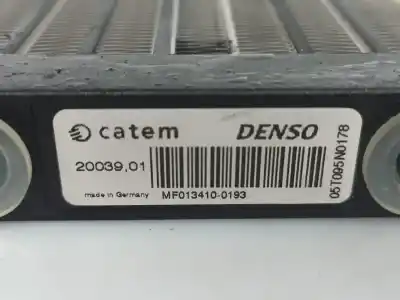 catem DENSO
20039,01
made in Germany MF013410-0193
05T095N0178